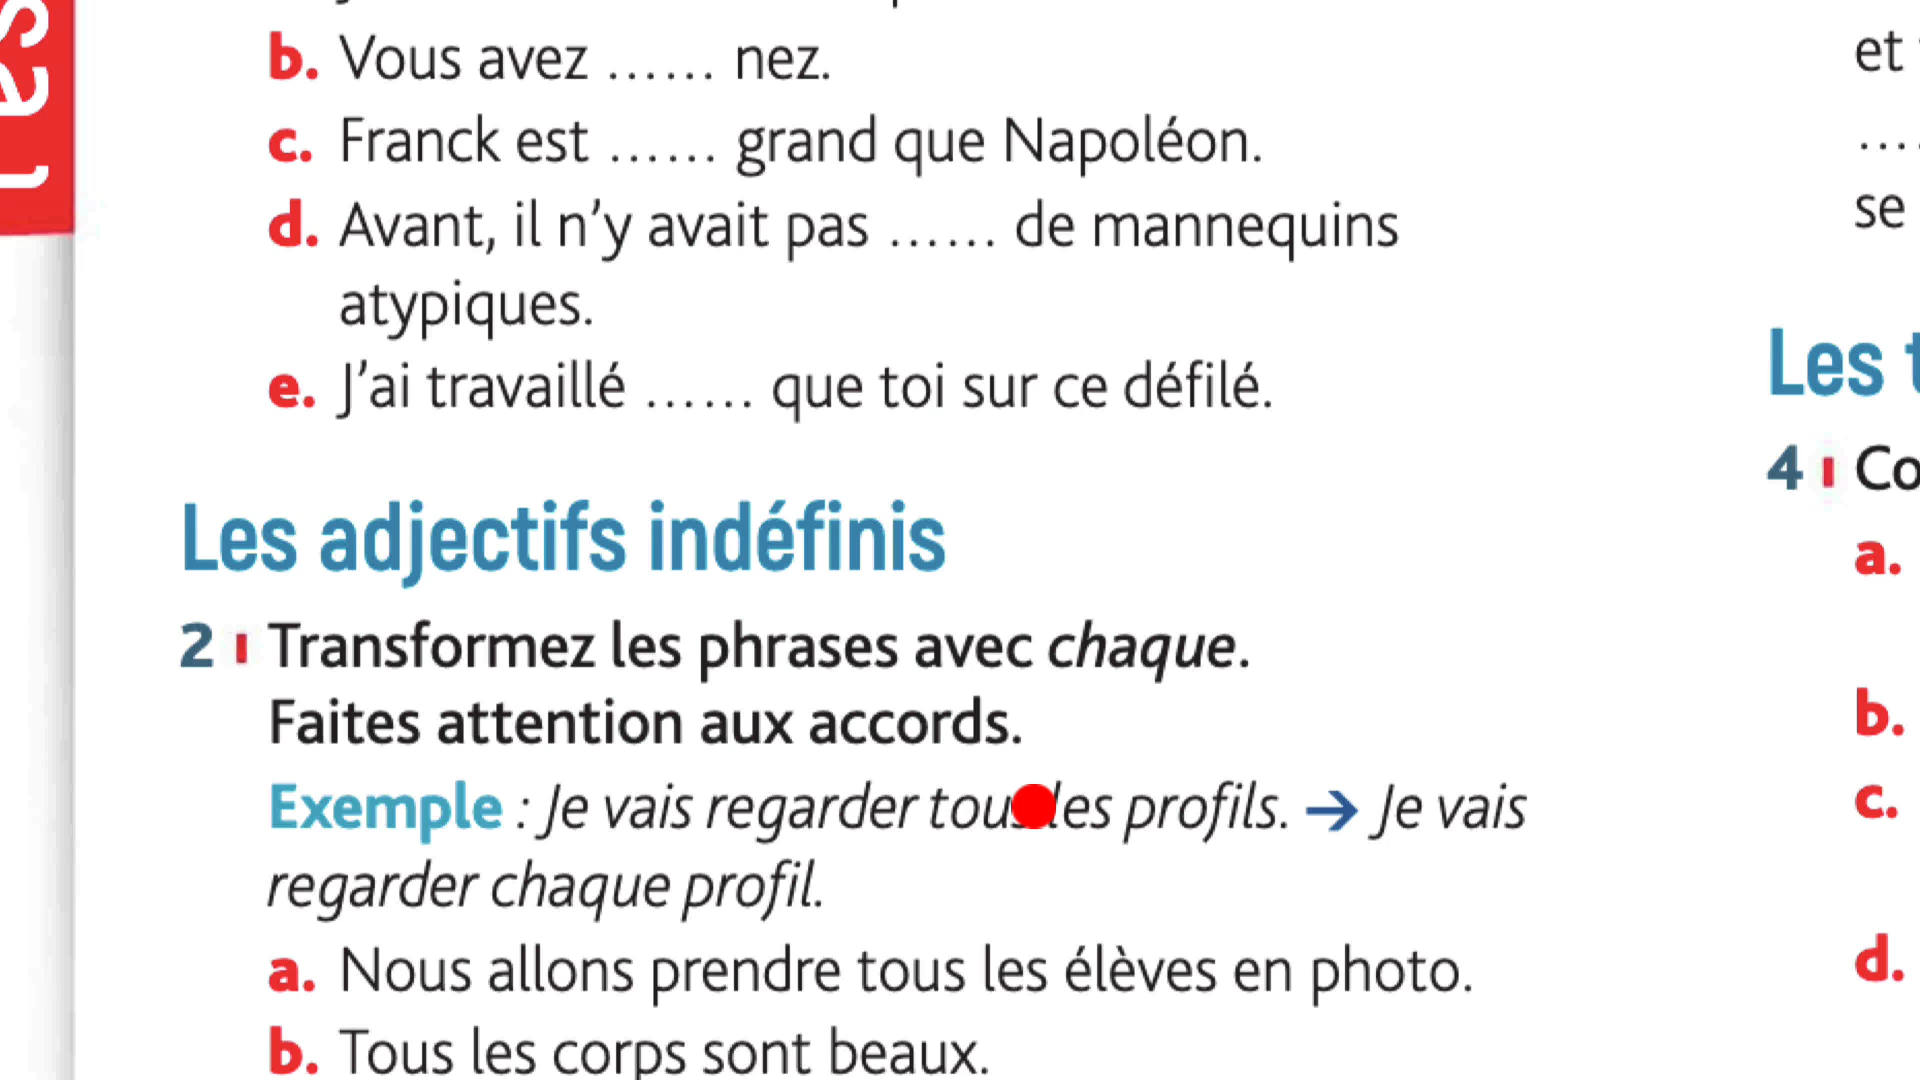 b. Vous avez ...... nez.
c. Franck est ...... grand que Napoléon.
d. Avant, il n'y avait pas ...... de mannequins
atypiques.
e. J'ai travaillé ...... que toi sur ce défilé.
Les adjectifs indéfinis
2 Transformez les phrases avec chaque.
Faites attention aux accords.
Exemple : Je vais regarder tous les profils. → Je vais
regarder chaque profil.
a. Nous allons prendre tous les élèves en photo.
b. Tous les corps sont beaux.
et
....
se
Les
4
a.
b.
c.
d.